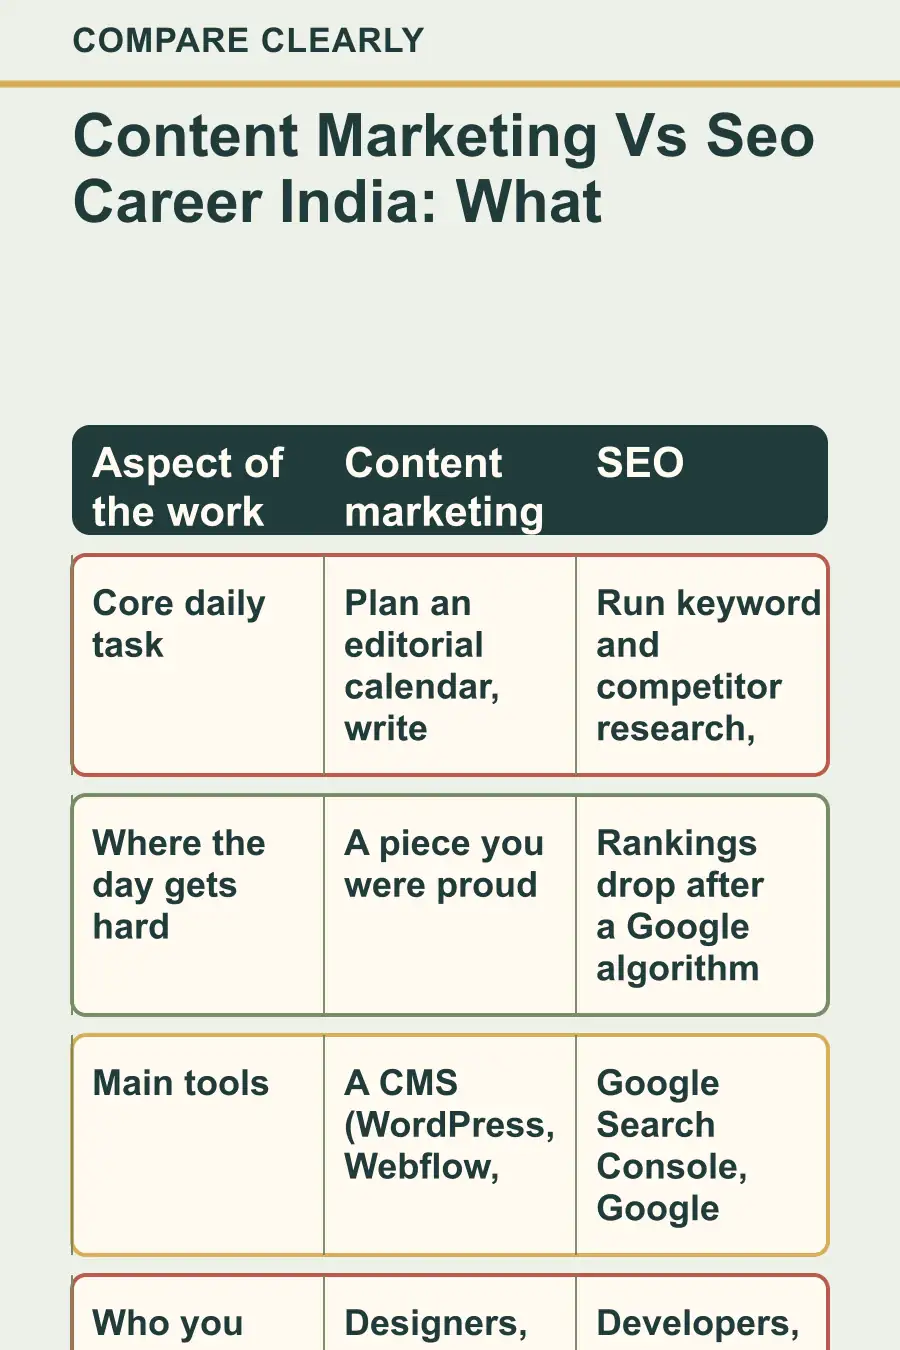 COMPARE CLEARLY
Content Marketing Vs Seo
Career India: What
Aspect of
the work
Content
marketing
SEO
Core daily
task
Plan an
editorial
calendar,
write
Run keyword
and
competitor
research,
Where the
day gets
hard
A piece you
were proud
Rankings
drop after
a Google
algorithm
Main tools
A CMS
(WordPress,
Webflow,
Google
Search
Console,
Google
Who you
Designers,
Developers,